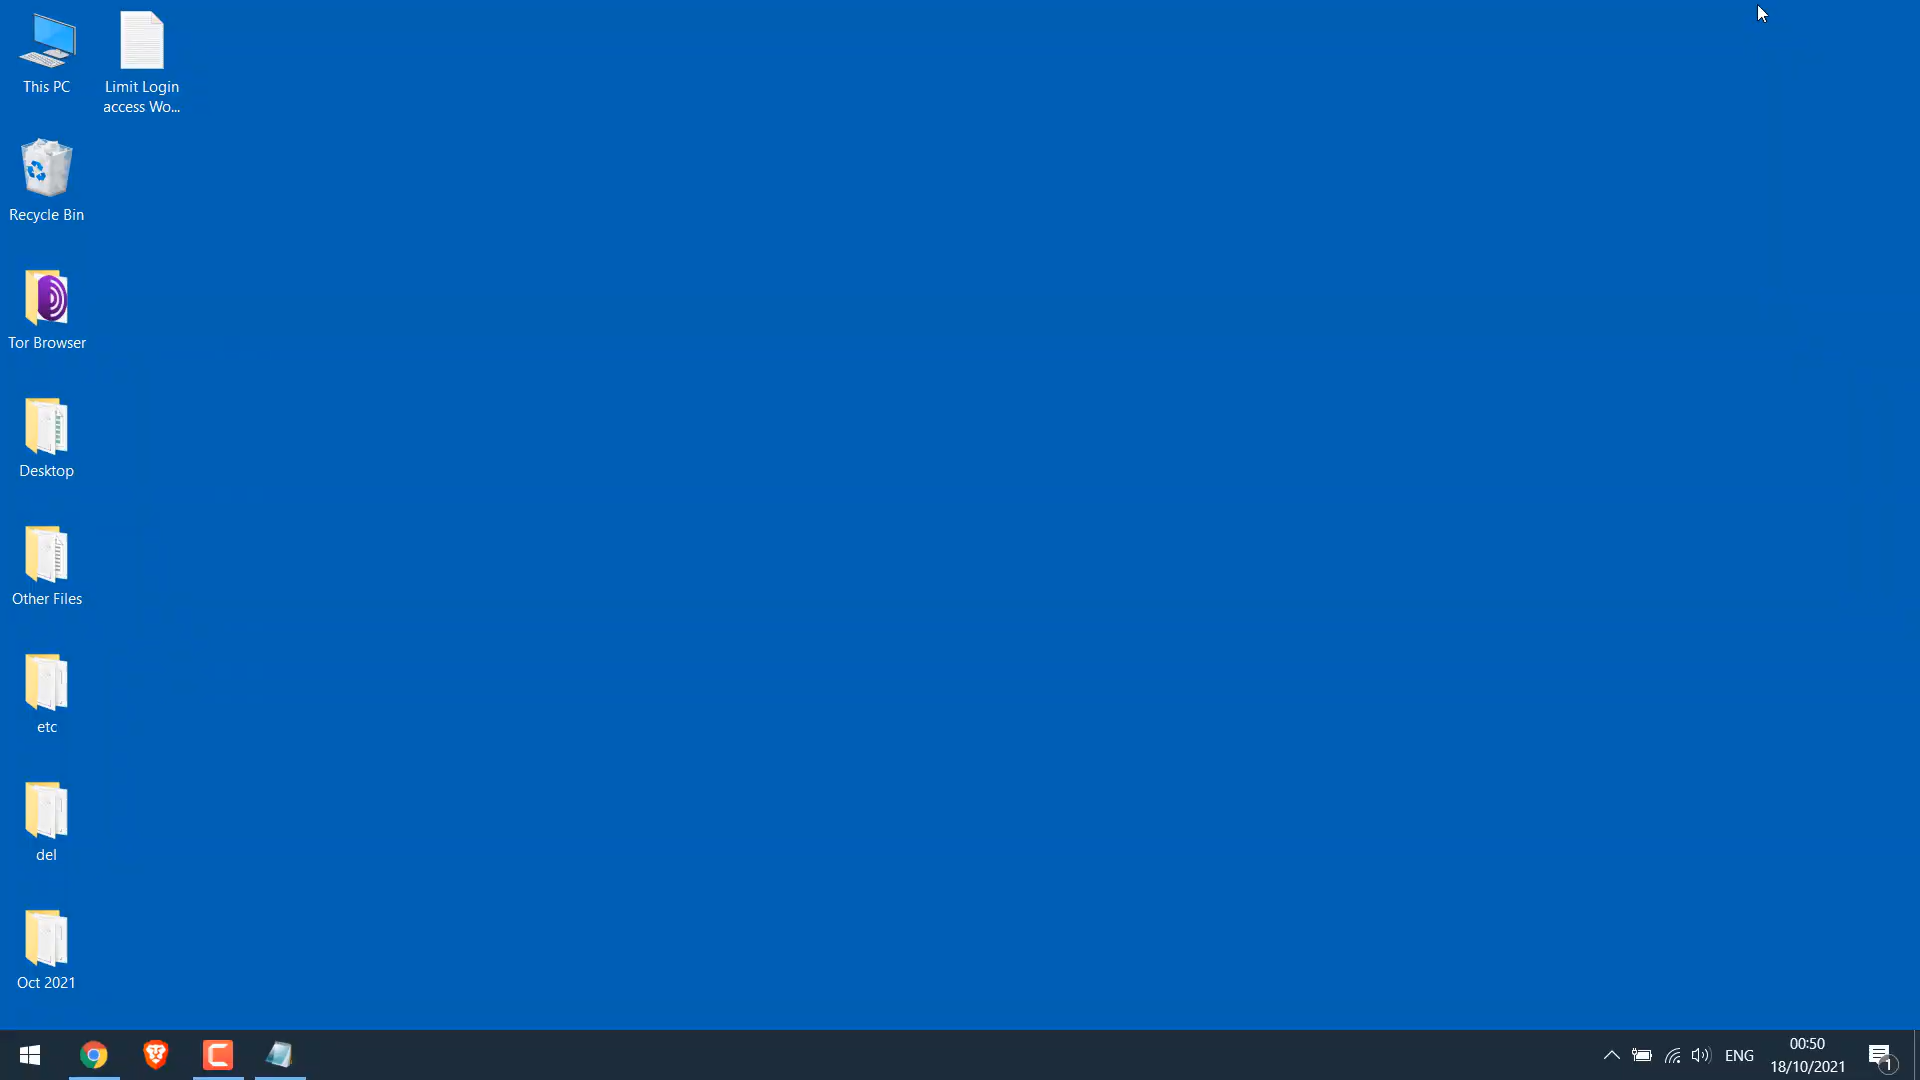 This PC
Limit Login
access Wo...
Recycle Bin
Tor Browser
Desktop
Other Files
etc
del
Oct 2021
ENG
00:50
18/10/2021
1